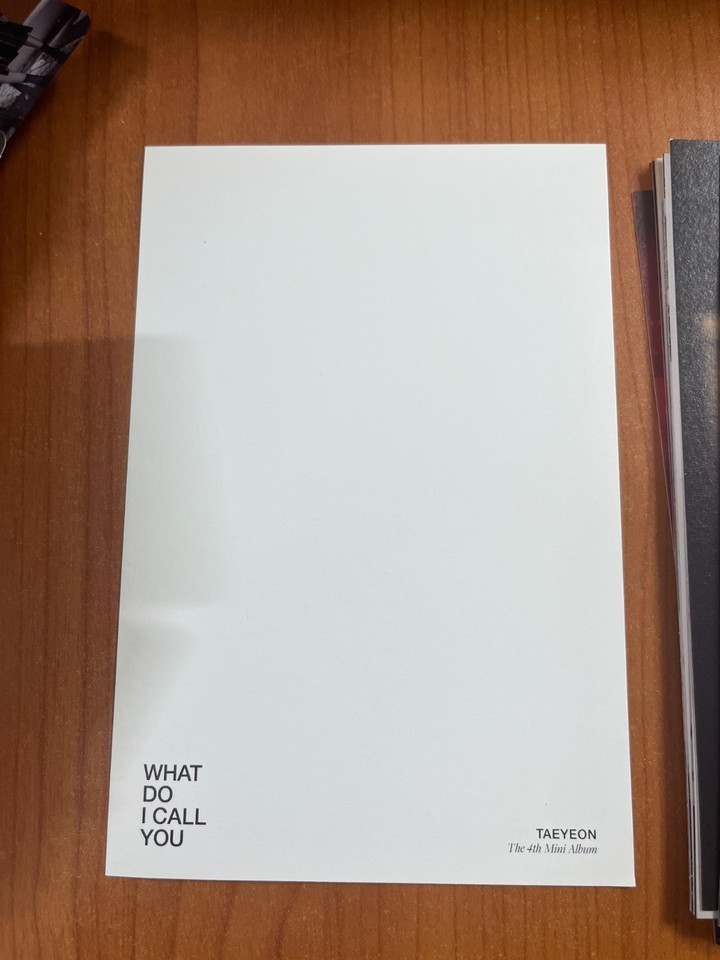 WHAT
DO
I CALL
YOU
TAEYEON
The 4th Mini Album